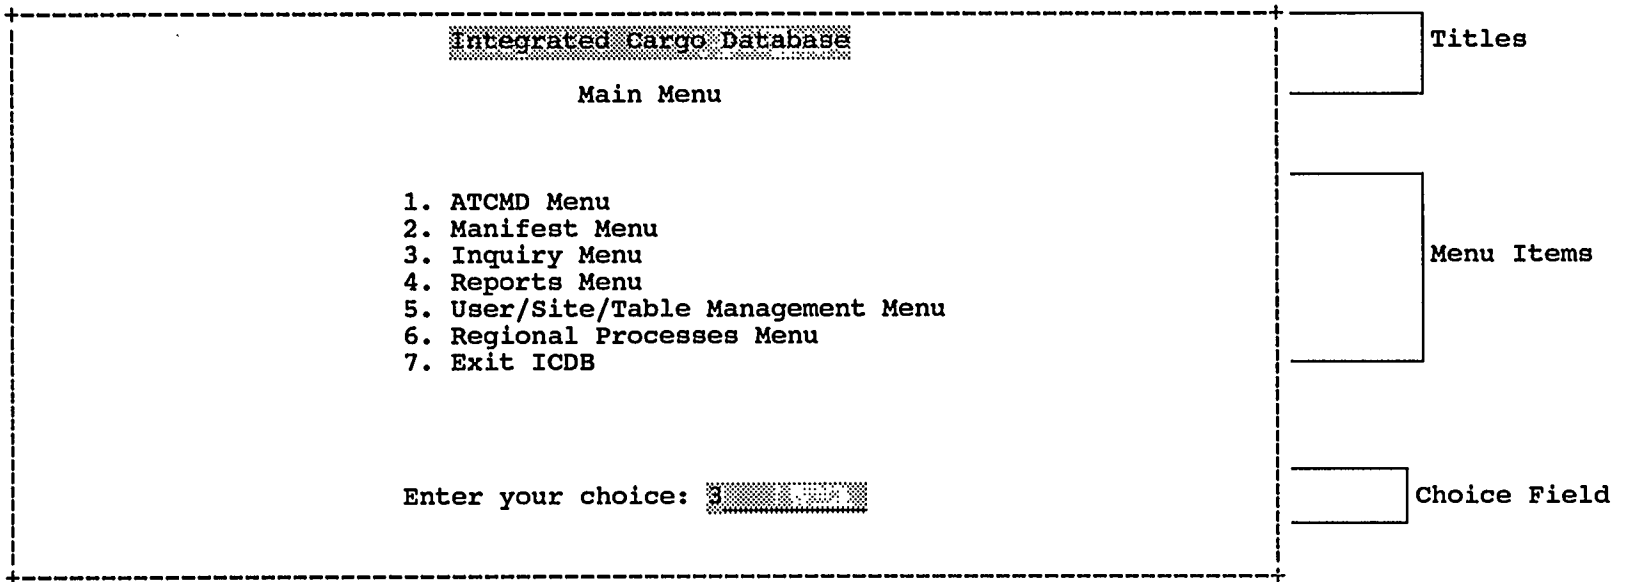 Integrated Cargo Database
Titles
Main Menu
1. ATCMD Menu
2. Manifest Menu
3. Inquiry Menu
Menu Items
4. Reports Menu
5. User/Site/Table Management Menu
6. Regional Processes Menu
7. Exit ICDB
Enter your choice: 3
Choice Field